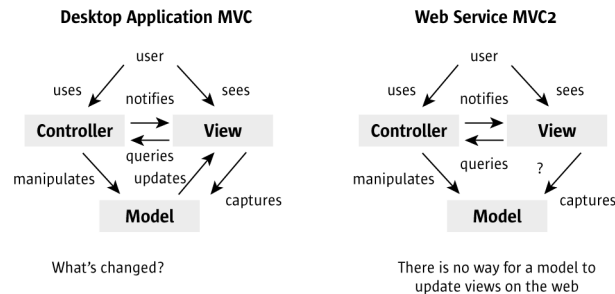 Desktop Application MVC
user
uses
sees
notifies
Controller
View
queries
manipulates
updates
captures
Model
What's changed?
Web Service MVC2
user
uses
sees
notifies
Controller
View
queries
?
manipulates
captures
Model
There is no way for a model to
update views on the web